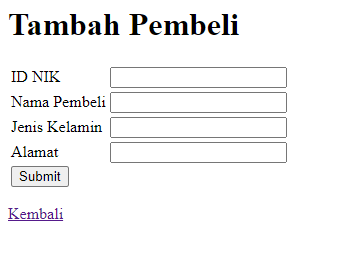 Tambah Pembeli
ID NIK
Nama Pembeli
Jenis Kelamin
Alamat
Submit
Kembali